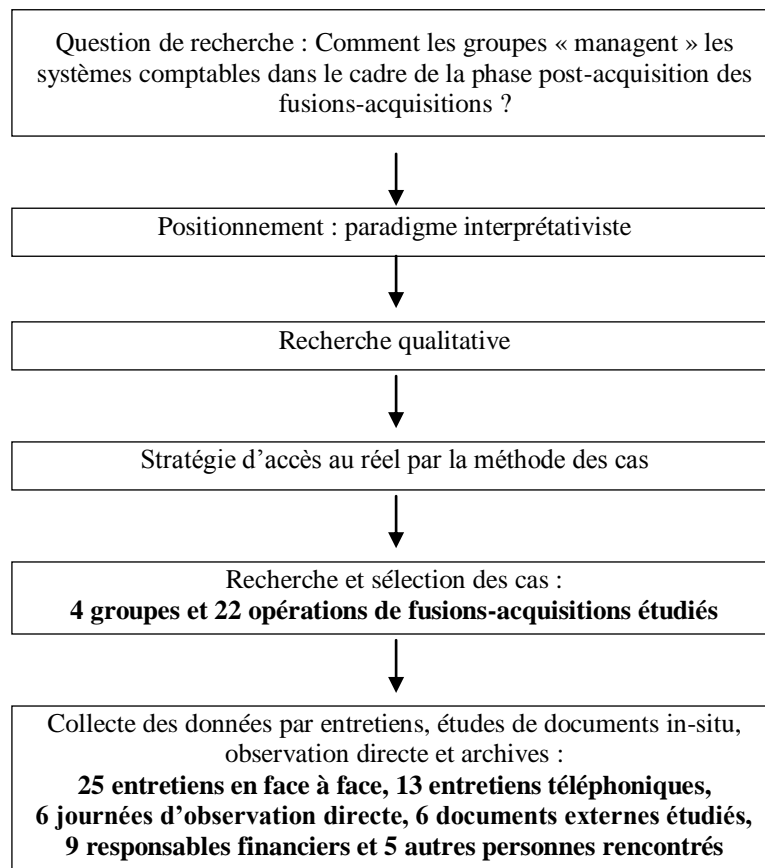 Question de recherche : Comment les groupes « managent » les
systèmes comptables dans le cadre de la phase post-acquisition des
fusions-acquisitions ?
Positionnement : paradigme interprétativiste
Recherche qualitative
Stratégie d'accès au réel par la méthode des cas
Recherche et sélection des cas :
4 groupes et 22 opérations de fusions-acquisitions étudiés
Collecte des données par entretiens, études de documents in-situ,
observation directe et archives :
25 entretiens en face à face, 13 entretiens téléphoniques,
6 journées d'observation directe, 6 documents externes étudiés,
9 responsables financiers et 5 autres personnes rencontrés